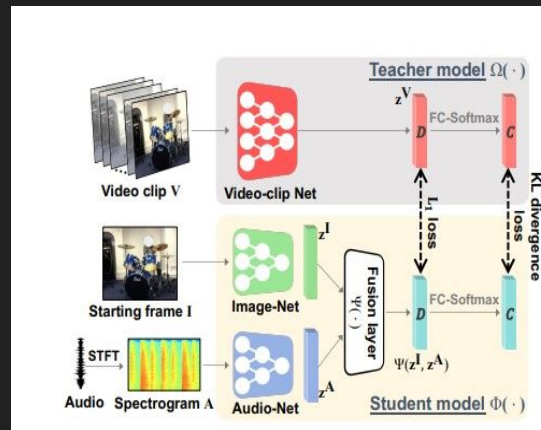 Teacher model Ω(·)
z^V
D
FC-Softmax
C
Video clip V
Video-clip Net
L₁ loss
KL divergence
loss
z^I
Starting frame I
Image-Net
Fusion layer
Ψ(·)
D
FC-Softmax
C
STFT
Ψ(z^I, z^A)
Audio
Spectrogram A
Audio-Net
z^A
Student model Φ(·)